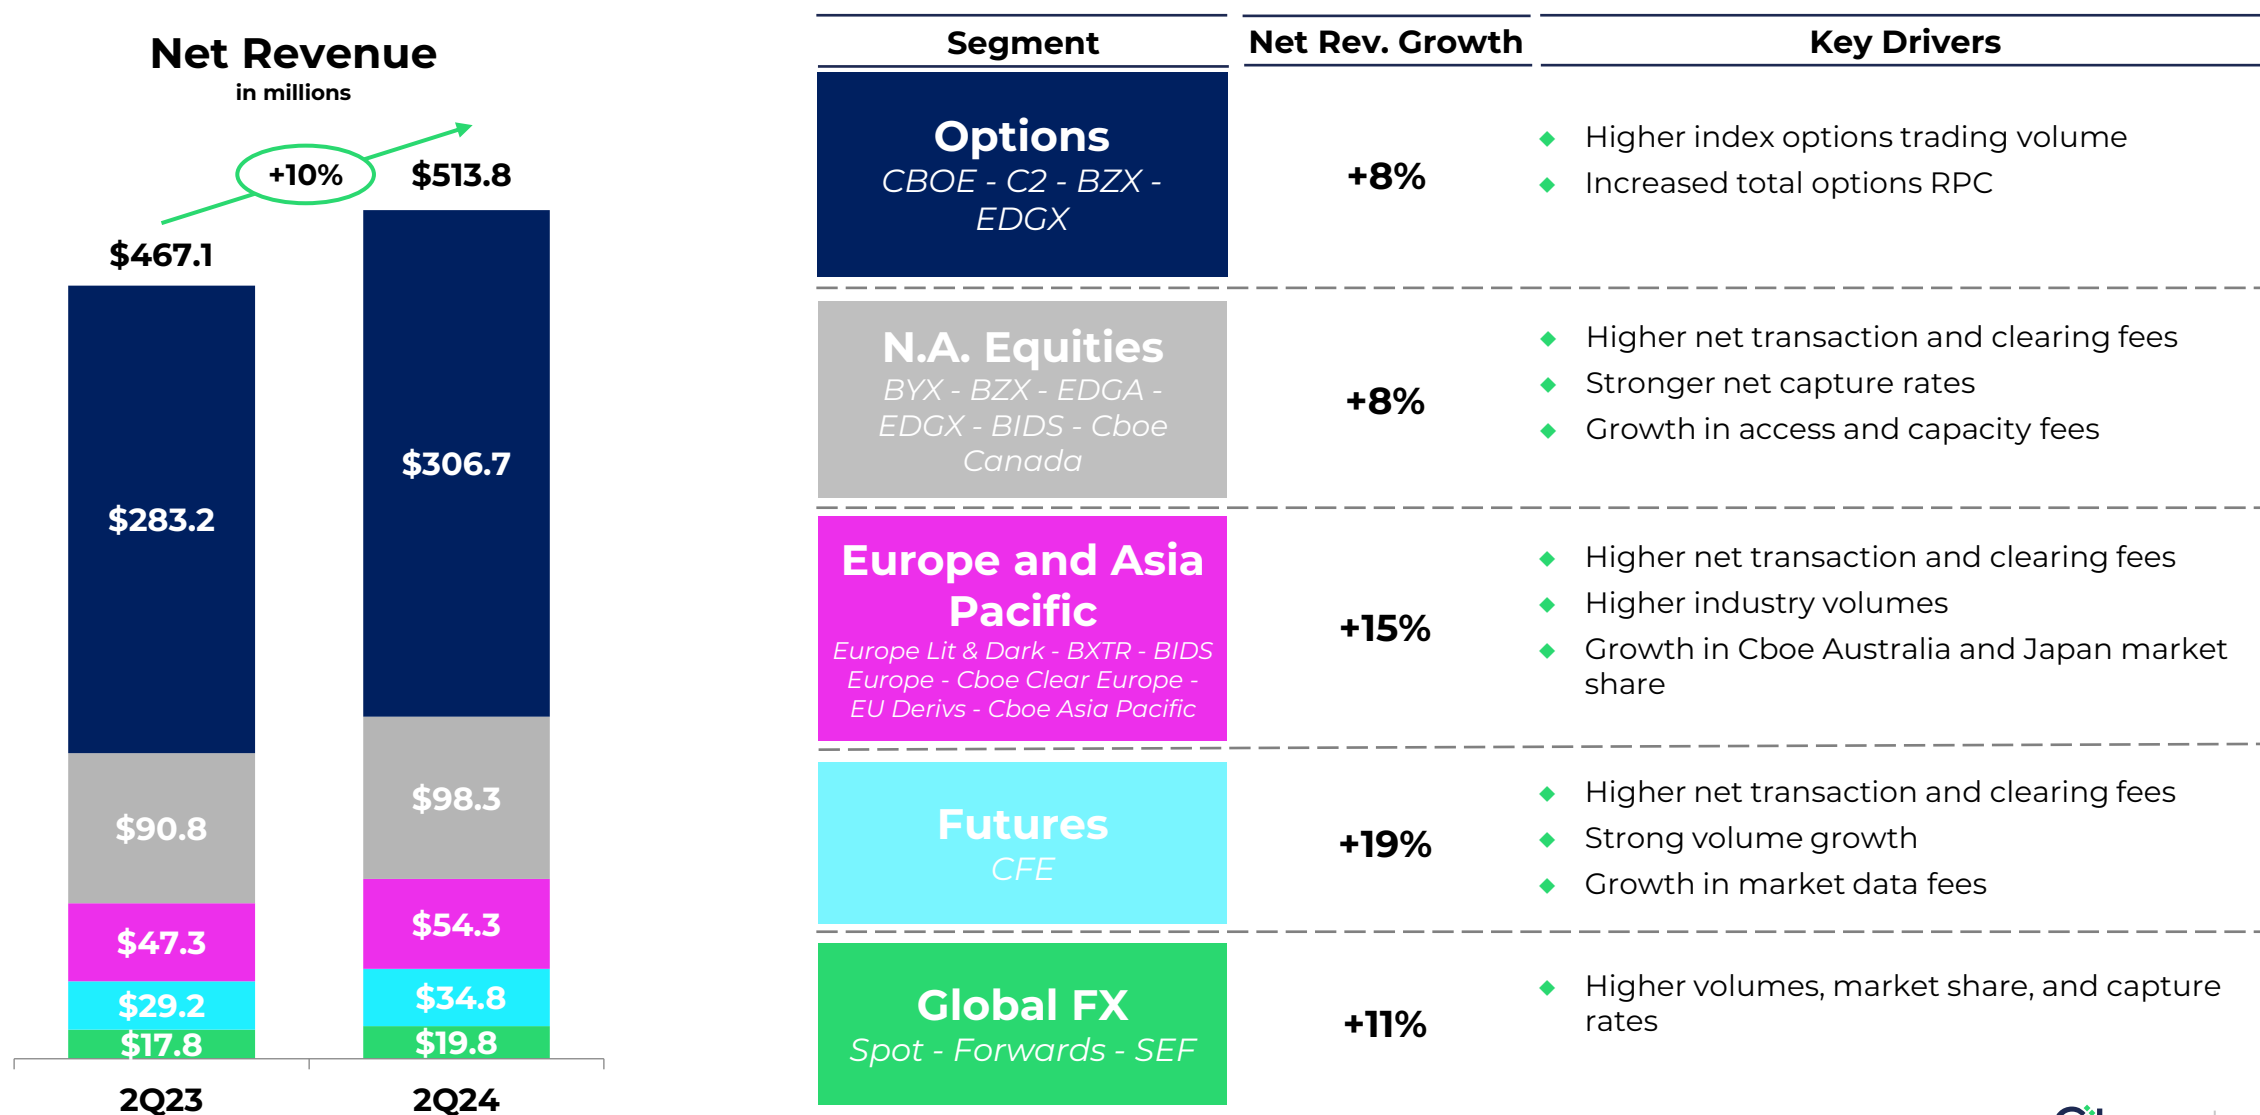 Net Revenue
in millions
+10%
$467.1
$513.8
$283.2
$306.7
$90.8
$98.3
$47.3
$54.3
$29.2
$34.8
$17.8
$19.8
2Q23
2Q24
Segment
Net Rev. Growth
Key Drivers
Options
CBOE - C2 - BZX -
EDGX
+8%
Higher index options trading volume
Increased total options RPC
N.A. Equities
BYX - BZX - EDGA -
EDGX - BIDS - Cboe
Canada
+8%
Higher net transaction and clearing fees
Stronger net capture rates
Growth in access and capacity fees
Europe and Asia
Pacific
Europe Lit & Dark - BXTR - BIDS
Europe - Cboe Clear Europe -
EU Derivs - Cboe Asia Pacific
+15%
Higher net transaction and clearing fees
Higher industry volumes
Growth in Cboe Australia and Japan market
share
Futures
CFE
+19%
Higher net transaction and clearing fees
Strong volume growth
Growth in market data fees
Global FX
Spot - Forwards - SEF
+11%
Higher volumes, market share, and capture
rates